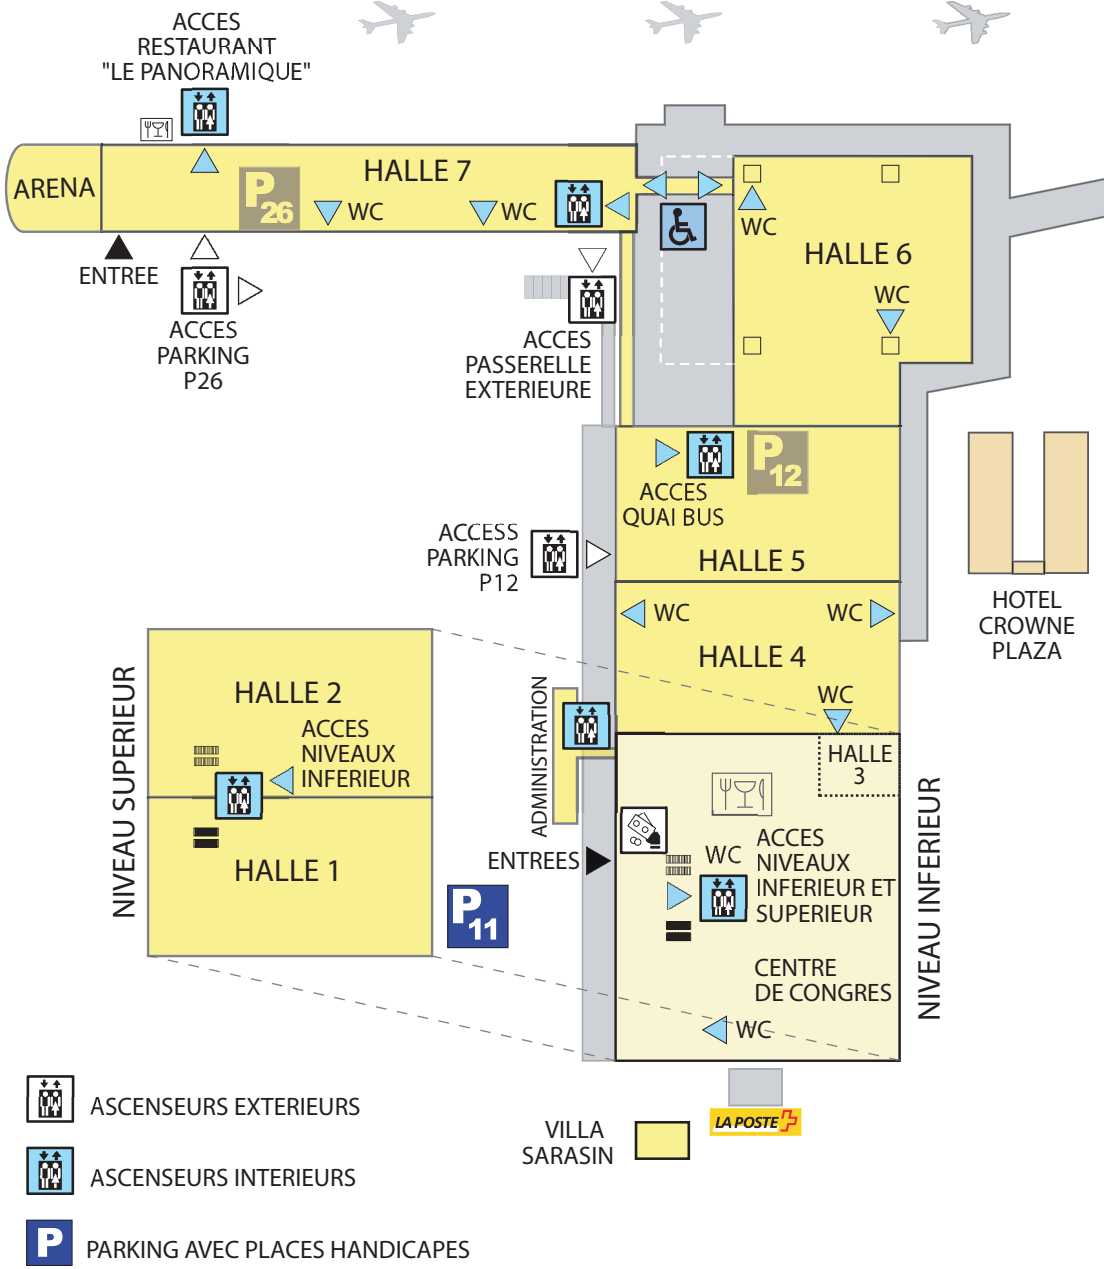 ACCES
RESTAURANT
"LE PANORAMIQUE"
ARENA
HALLE 7
P
26
WC
WC
ENTREE
ACCES
PARKING
P26
ACCES
PASSERELLE
EXTERIEURE
WC
HALLE 6
WC
P
12
ACCES
QUAI BUS
ACCESS
PARKING
P12
HALLE 5
WC
WC
HALLE 4
WC
HOTEL
CROWNE
PLAZA
NIVEAU SUPERIEUR
HALLE 2
ACCES
NIVEAUX
INFERIEUR
HALLE 1
P
11
ADMINISTRATION
HALLE
3
ENTREES
WC
ACCES
NIVEAUX
INFERIEUR ET
SUPERIEUR
CENTRE
DE CONGRES
WC
NIVEAU INFERIEUR
LA POSTE
VILLA
SARASIN
ASCENSEURS EXTERIEURS
ASCENSEURS INTERIEURS
P
PARKING AVEC PLACES HANDICAPES